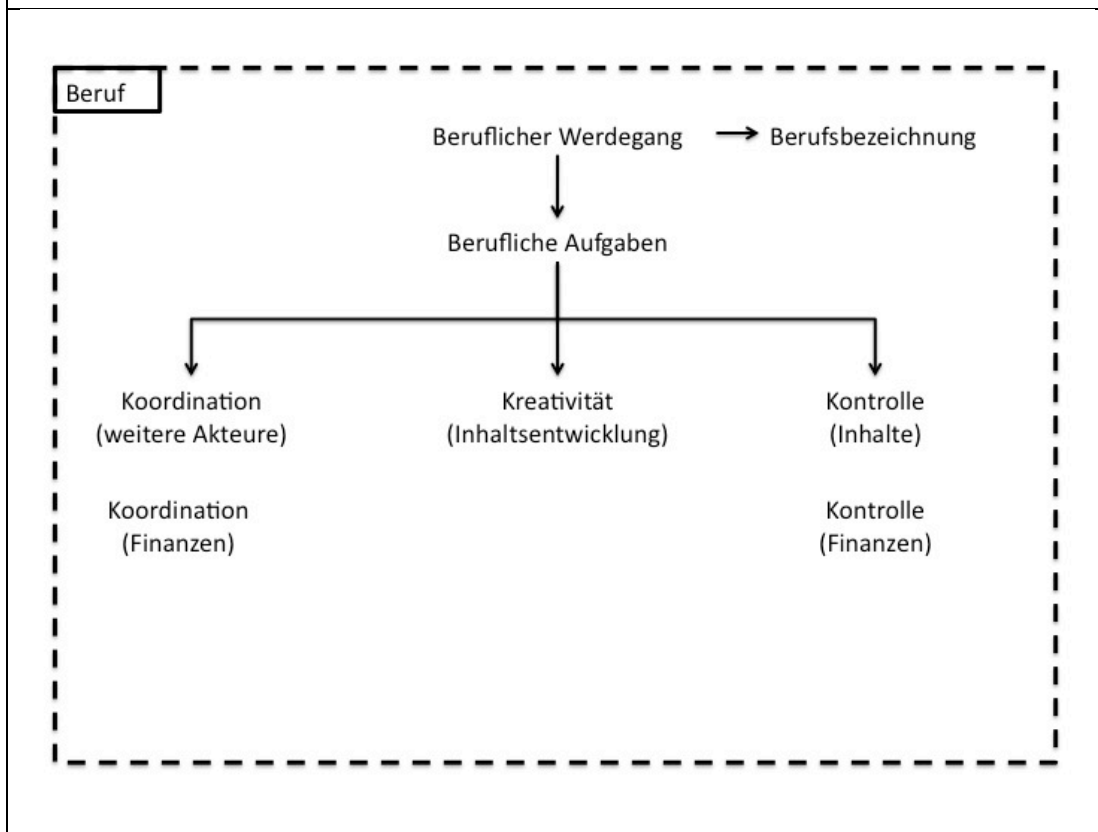 Beruf
Beruflicher Werdegang
Berufsbezeichnung
Berufliche Aufgaben
Koordination
(weitere Akteure)
Kreativität
(Inhaltsentwicklung)
Kontrolle
(Inhalte)
Koordination
(Finanzen)
Kontrolle
(Finanzen)